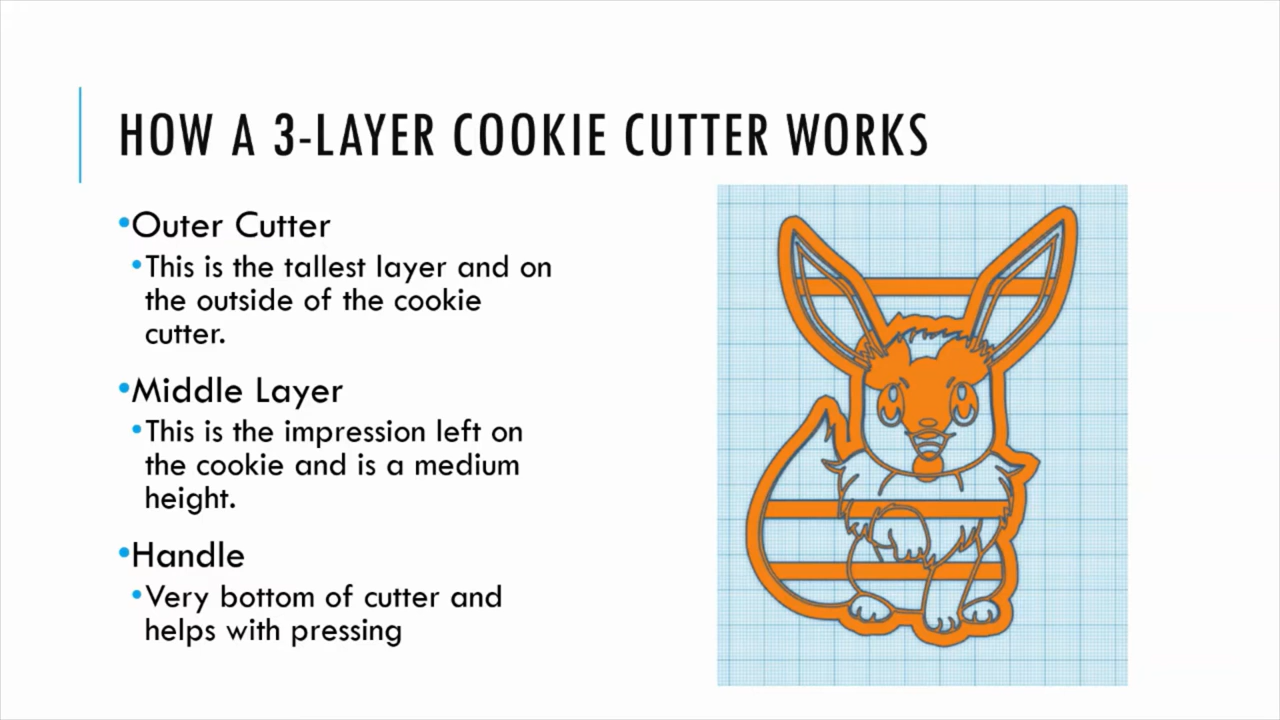 HOW A 3-LAYER COOKIE CUTTER WORKS
•Outer Cutter
•This is the tallest layer and on
the outside of the cookie
cutter.
•Middle Layer
•This is the impression left on
the cookie and is a medium
height.
•Handle
•Very bottom of cutter and
helps with pressing